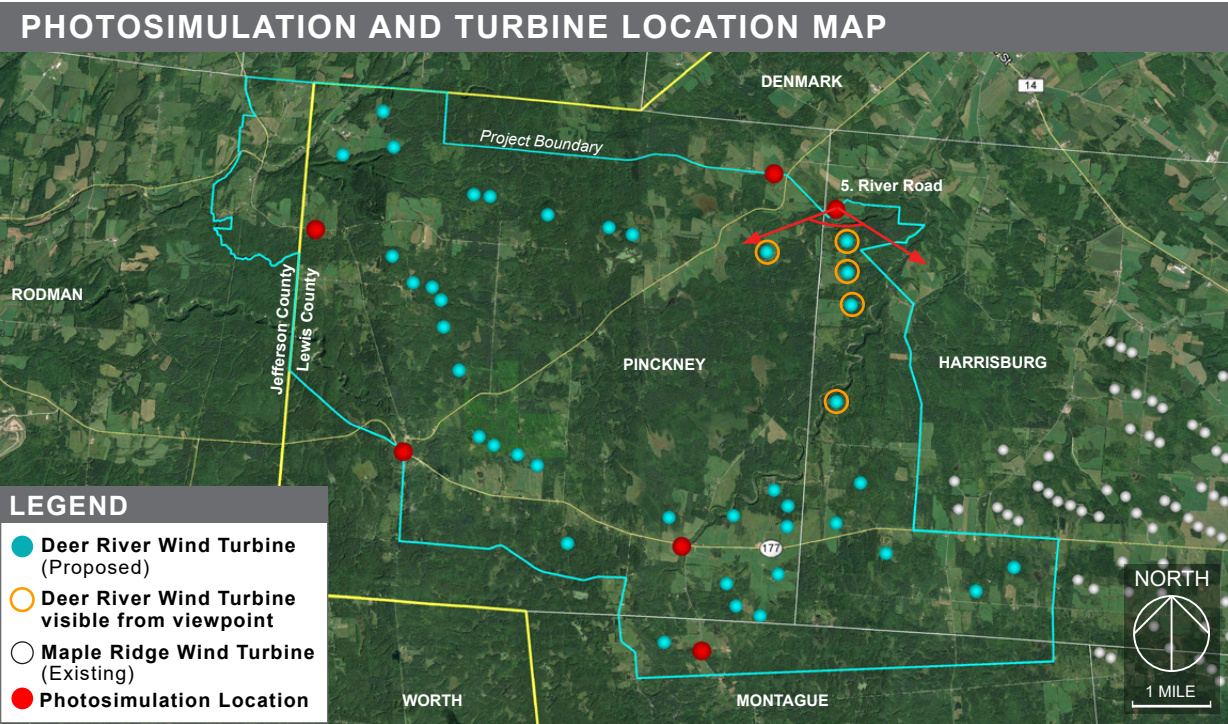 PHOTOSIMULATION AND TURBINE LOCATION MAP
St
14
DENMARK
Project Boundary
5. River Road
RODMAN
Jefferson County
Lewis County
PINCKNEY
HARRISBURG
177
WORTH
MONTAGUE
LEGEND
Deer River Wind Turbine
(Proposed)
Deer River Wind Turbine
visible from viewpoint
Maple Ridge Wind Turbine
(Existing)
Photosimulation Location
NORTH
1 MILE